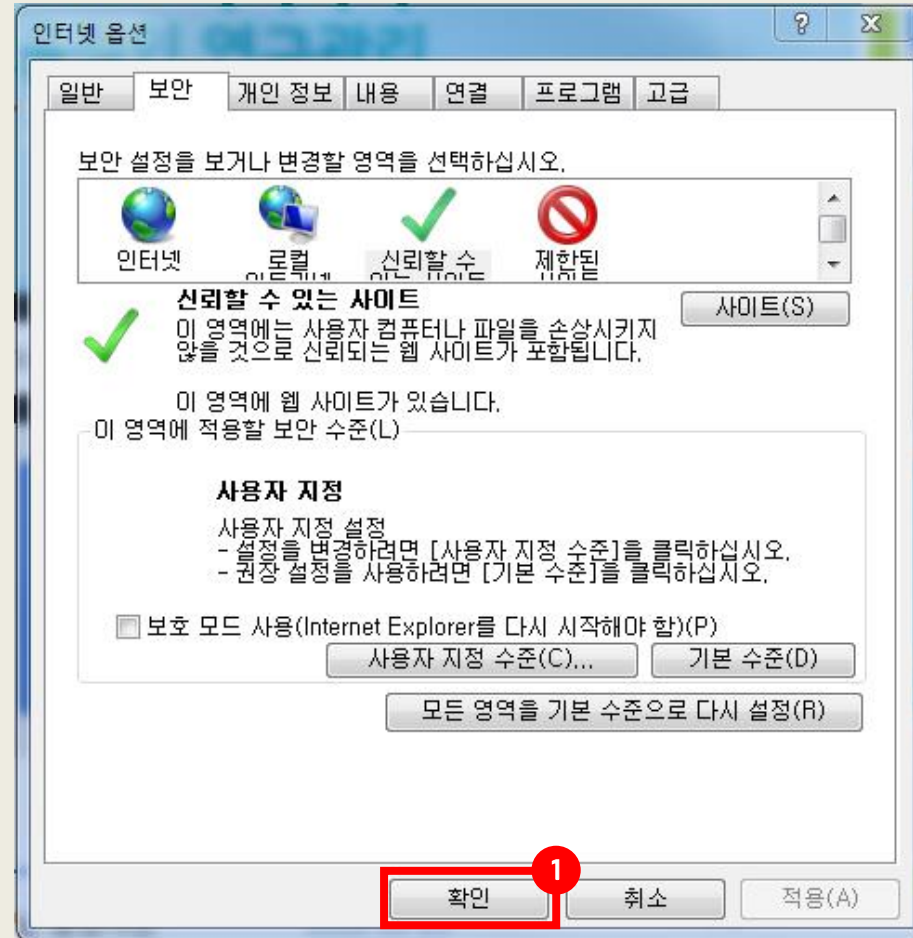 인터넷 옵션
일반 보안 개인 정보 내용 연결 프로그램 고급
보안 설정을 보거나 변경할 영역을 선택하십시오.
인터넷 로컬 신뢰할 수 제한된
신뢰할 수 있는 사이트
사이트(S)
이 영역에는 사용자 컴퓨터나 파일을 손상시키지
않을 것으로 신뢰되는 웹 사이트가 포함됩니다.
이 영역에 웹 사이트가 있습니다.
이 영역에 적용할 보안 수준(L)
사용자 지정
사용자 지정 설정
- 설정을 변경하려면 [사용자 지정 수준]을 클릭하십시오.
- 권장 설정을 사용하려면 [기본 수준]을 클릭하십시오.
보호 모드 사용(Internet Explorer를 다시 시작해야 함)(P)
사용자 지정 수준(C)... 기본 수준(D)
모든 영역을 기본 수준으로 다시 설정(R)
1
확인 취소 적용(A)